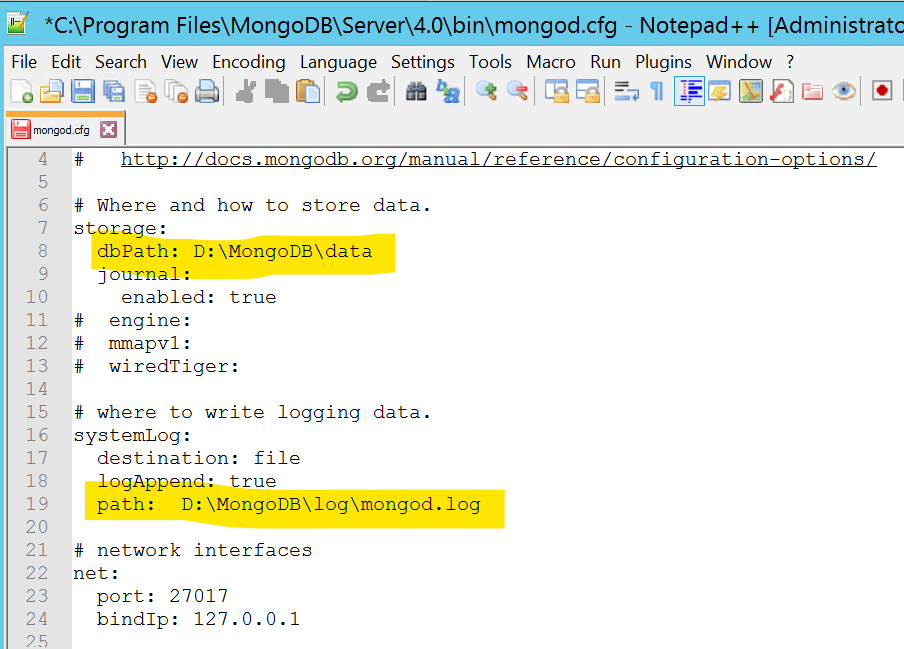 *C:\Program Files\MongoDB\Server\4.0\bin\mongod.cfg - Notepad++ [Administrato
File Edit Search View Encoding Language Settings Tools Macro Run Plugins Window ?
mongod.cfg
4 #   http://docs.mongodb.org/manual/reference/configuration-options/
5
6 # Where and how to store data.
7 storage:
8   dbPath: D:\MongoDB\data
9   journal:
10     enabled: true
11 #  engine:
12 #  mmapv1:
13 #  wiredTiger:
14
15 # where to write logging data.
16 systemLog:
17   destination: file
18   logAppend: true
19   path:  D:\MongoDB\log\mongod.log
20
21 # network interfaces
22 net:
23   port: 27017
24   bindIp: 127.0.0.1
25